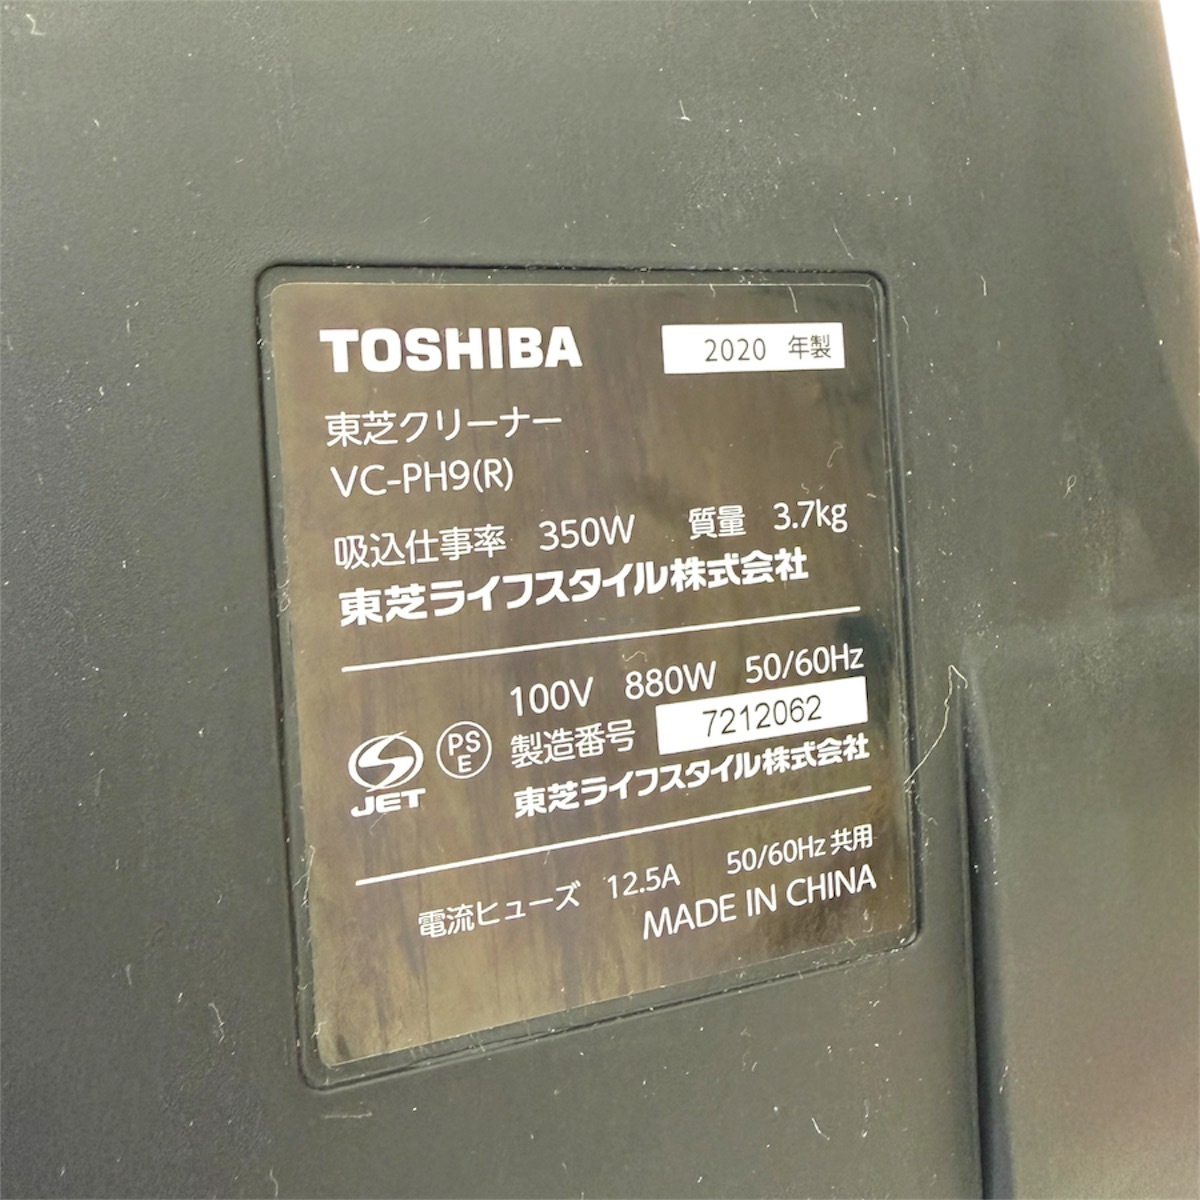 TOSHIBA 2020 年製
東芝クリーナー
VC-PH9(R)
吸込仕事率 350W 質量 3.7kg
東芝ライフスタイル株式会社
100V 880W 50/60Hz
JET PSE 製造番号 7212062
東芝ライフスタイル株式会社
電流ヒューズ 12.5A 50/60Hz 共用
MADE IN CHINA